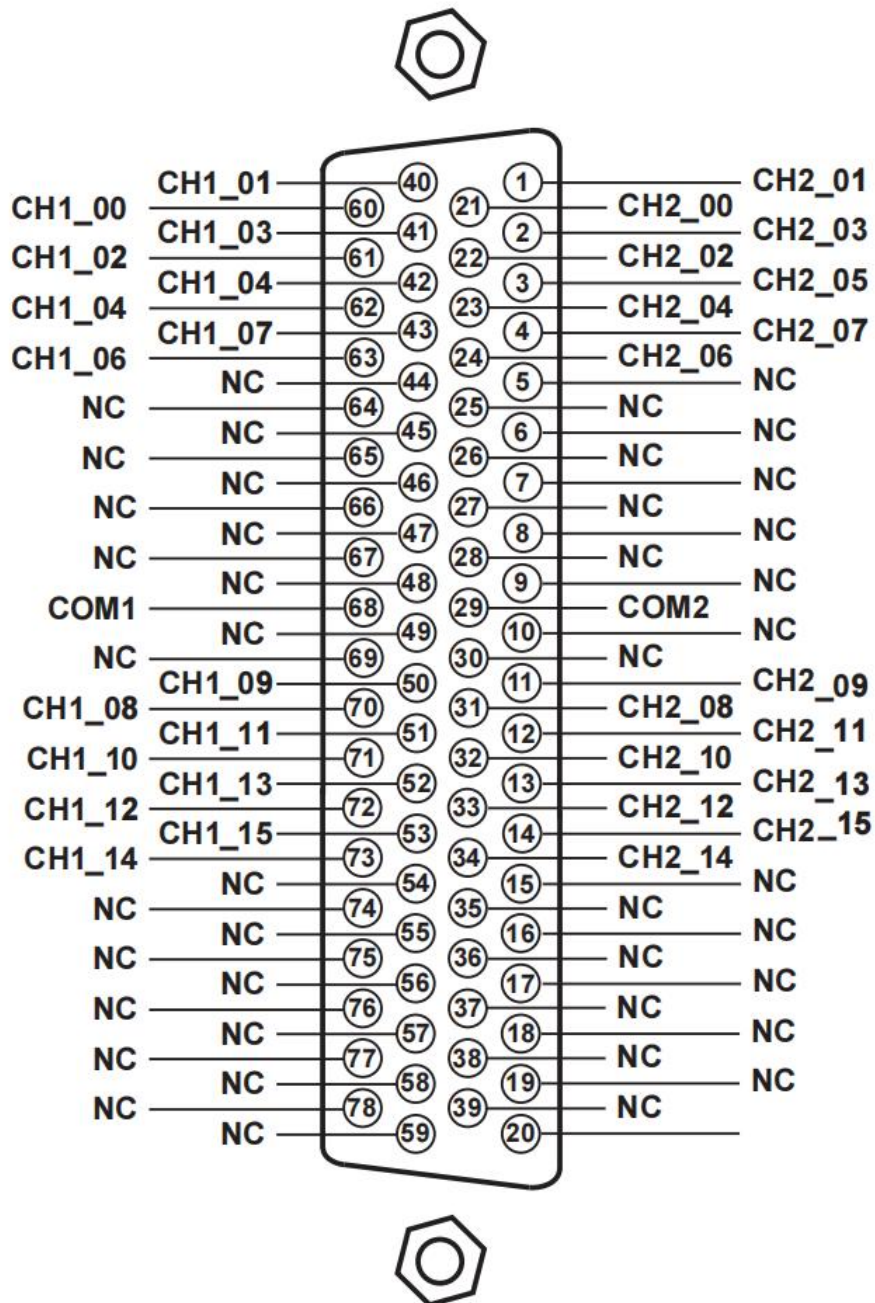 CH1_01 40 1 CH2_01
CH1_00 60 21 CH2_00
CH1_03 41 2 CH2_03
CH1_02 61 22 CH2_02
CH1_04 42 3 CH2_05
CH1_04 62 23 CH2_04
CH1_07 43 4 CH2_07
CH1_06 63 24 CH2_06
NC 44 5 NC
NC 64 25 NC
NC 45 6 NC
NC 65 26 NC
NC 46 7 NC
NC 66 27 NC
NC 47 8 NC
NC 67 28 NC
NC 48 9 NC
COM1 68 29 COM2
NC 49 10 NC
NC 69 30 NC
CH1_09 50 11 CH2_09
CH1_08 70 31 CH2_08
CH1_11 51 12 CH2_11
CH1_10 71 32 CH2_10
CH1_13 52 13 CH2_13
CH1_12 72 33 CH2_12
CH1_15 53 14 CH2_15
CH1_14 73 34 CH2_14
NC 54 15 NC
NC 74 35 NC
NC 55 16 NC
NC 75 36 NC
NC 56 17 NC
NC 76 37 NC
NC 57 18 NC
NC 77 38 NC
NC 58 19 NC
NC 78 39 NC
NC 59 20